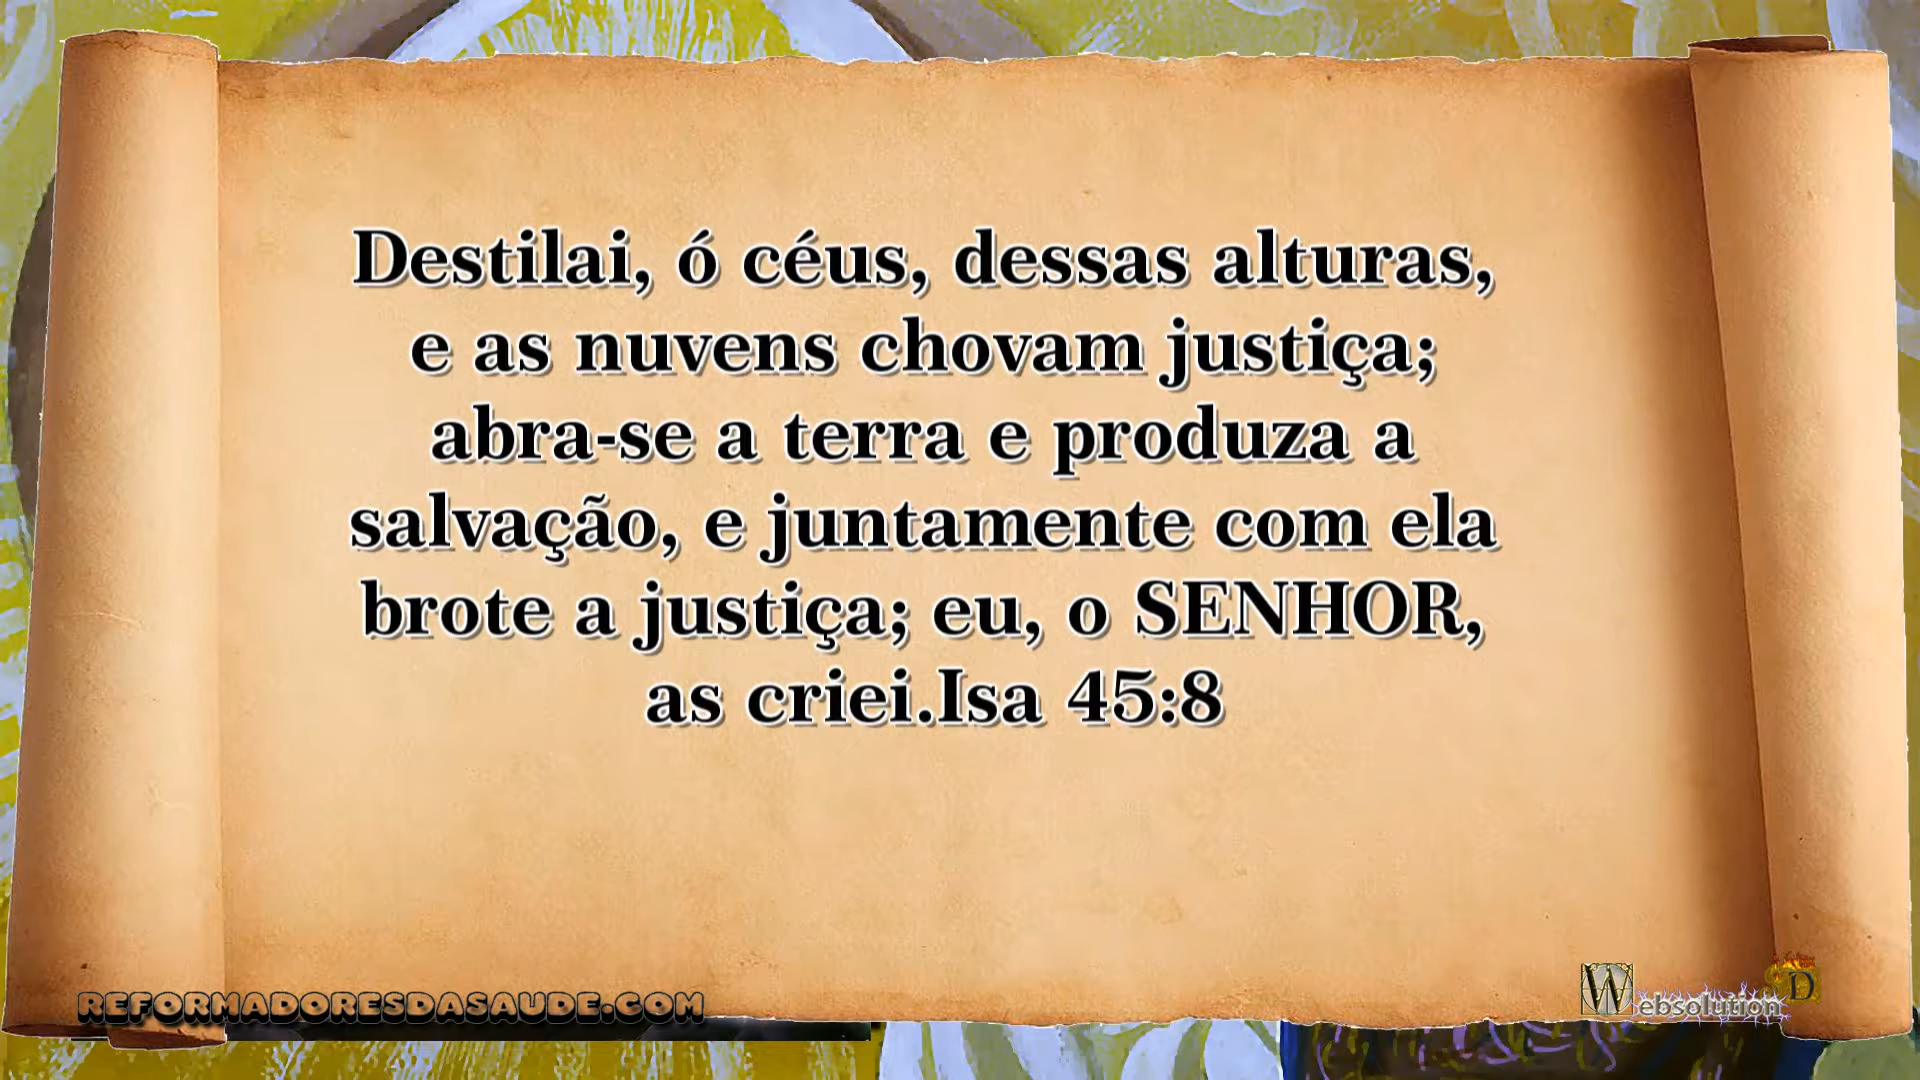 Destilai, ó céus, dessas alturas,
e as nuvens chovam justiça;
abra-se a terra e produza a
salvação, e juntamente com ela
brote a justiça; eu, o SENHOR,
as criei.Isa 45:8
REFORMADORESDASAUDE.COM
Websolution D